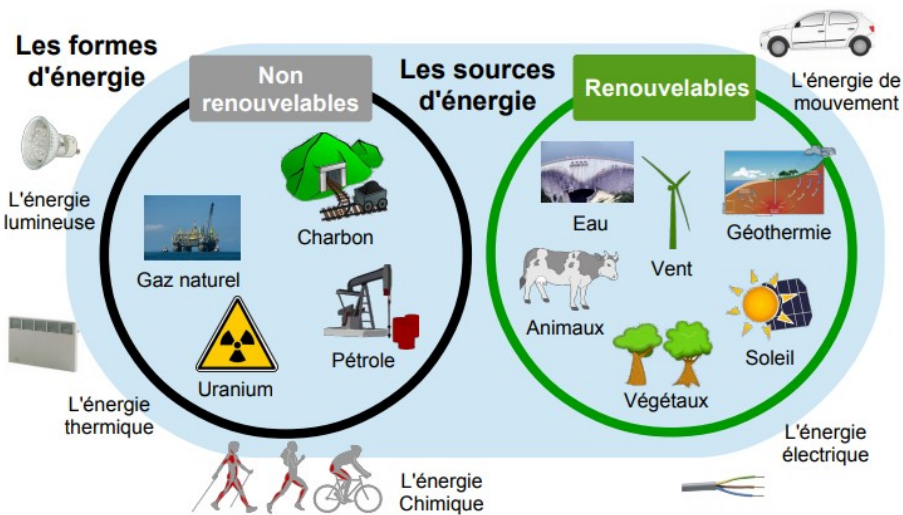 Les formes
d'énergie
Non
renouvelables
Les sources
d'énergie
Renouvelables
L'énergie de
mouvement
L'énergie
lumineuse
Charbon
Gaz naturel
Uranium
Pétrole
Eau
Vent
Géothermie
Animaux
Végétaux
Soleil
L'énergie
thermique
L'énergie
Chimique
L'énergie
électrique